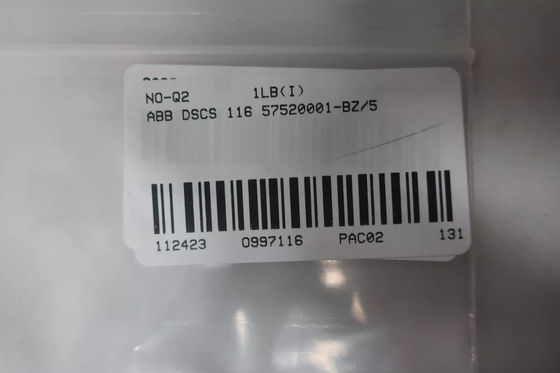 NO-Q2 1LB(I)
ABB DSCS 116 57520001-BZ/5
112423 0997116 PAC02 131